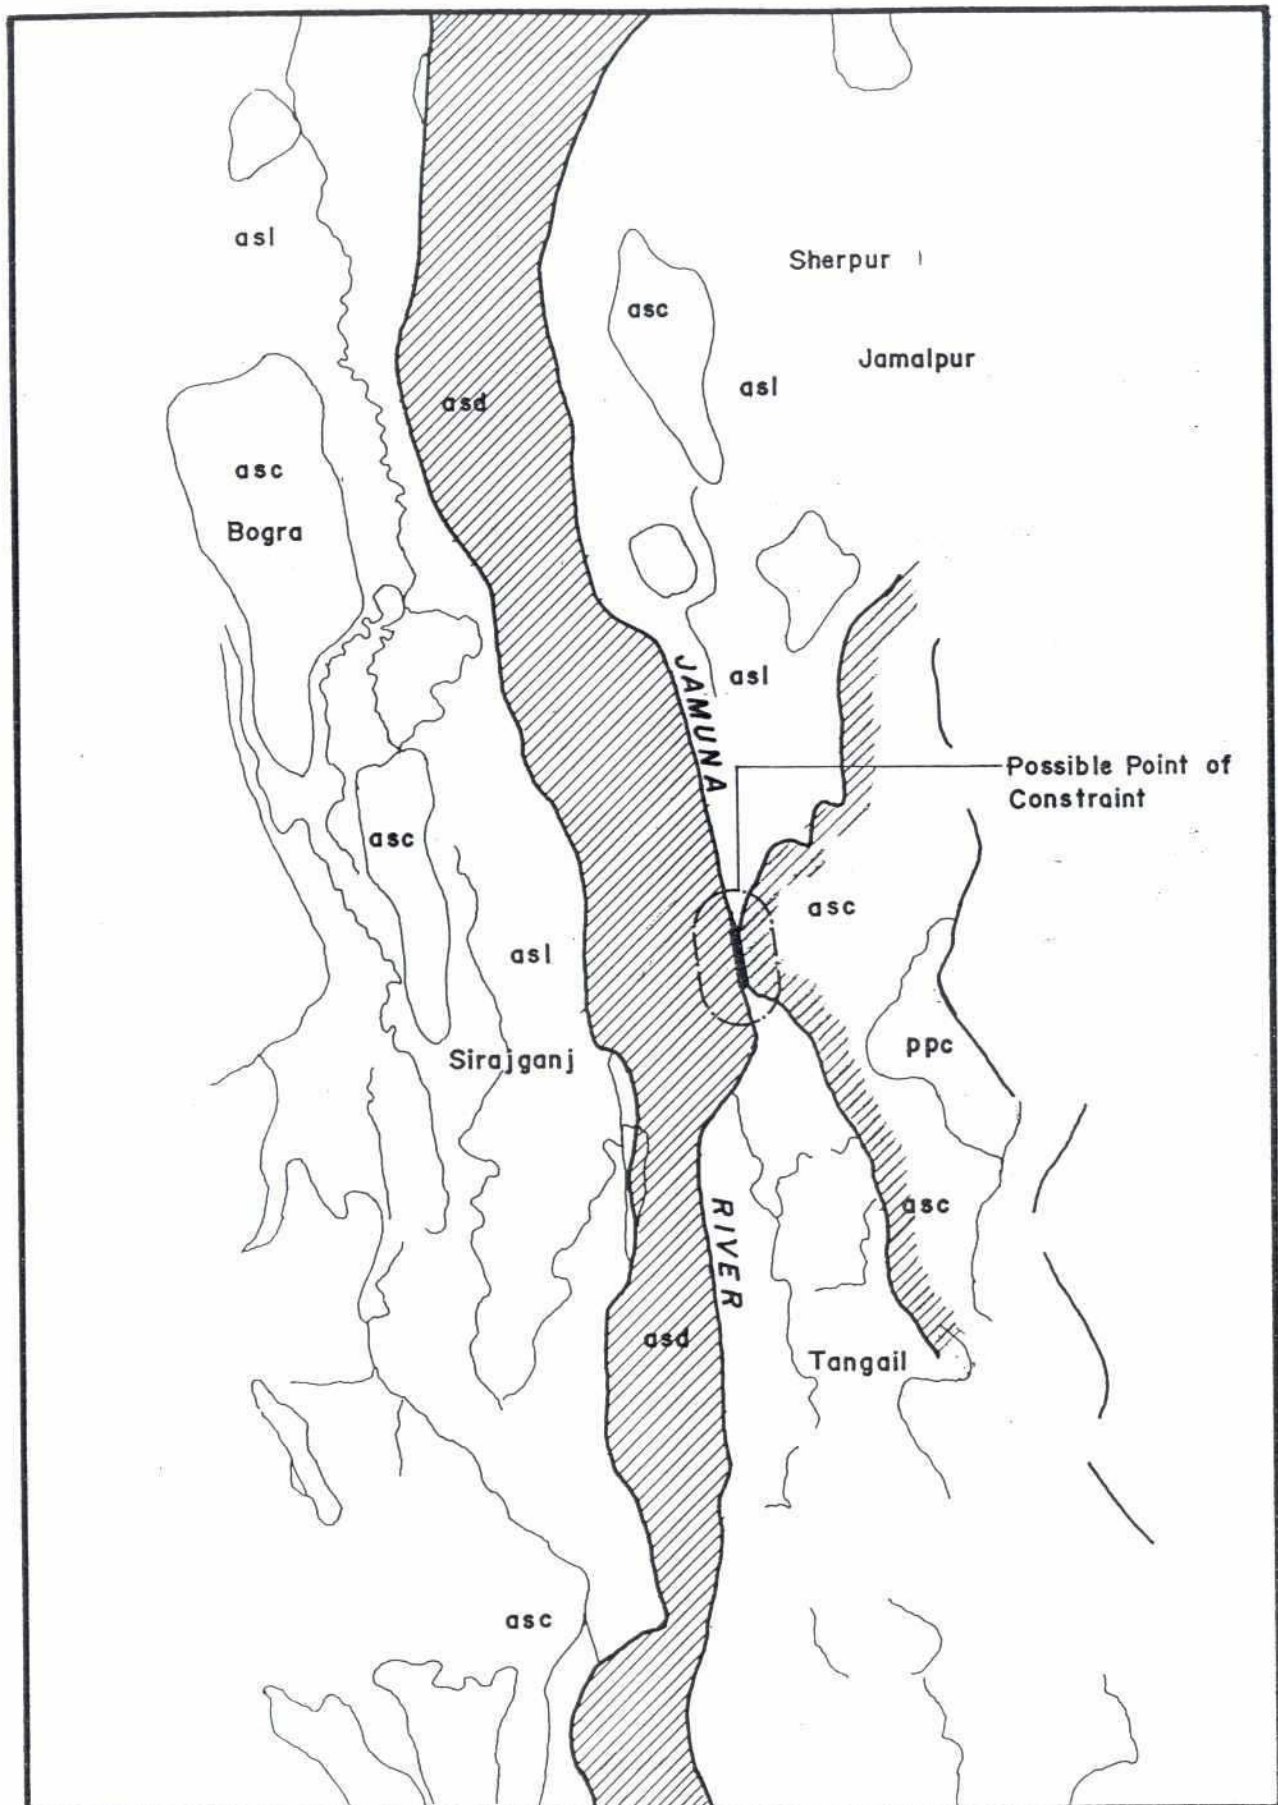 asl
Sherpur
asc
Jamalpur
asl
asd
asc
Bogra
asl
JAMUNA
Possible Point of
Constraint
asc
asc
asl
ppc
Sirajganj
asc
RIVER
asd
Tangail
asc